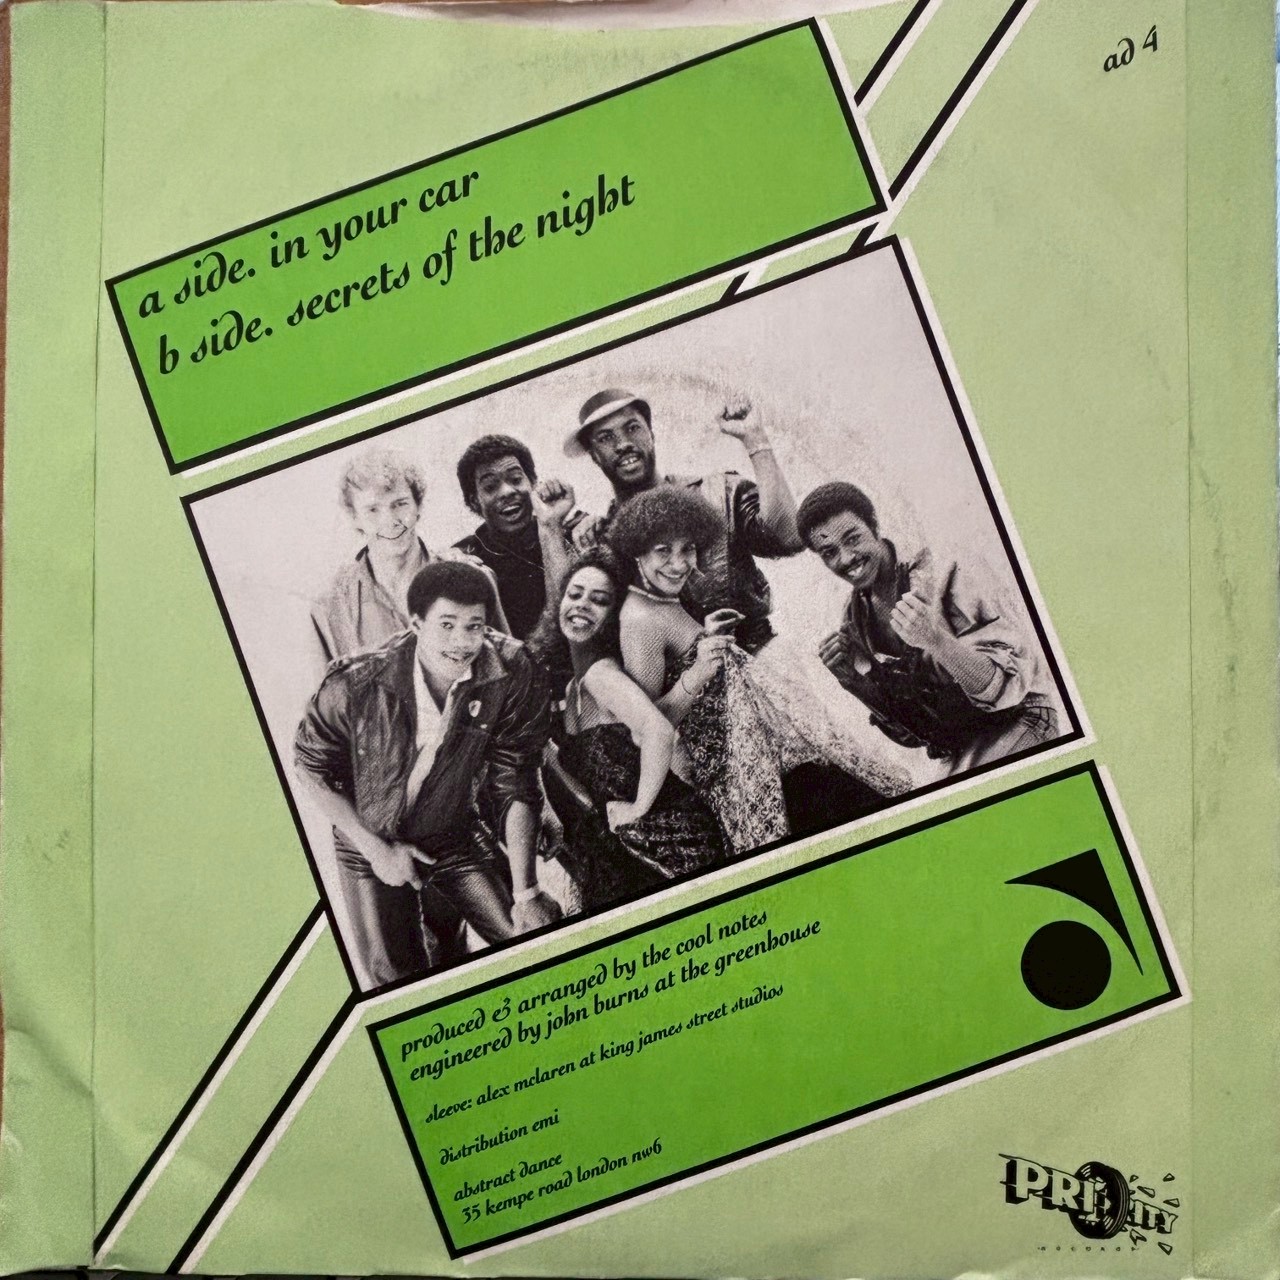 ad 4
a side. in your car
b side. secrets of the night
produced & arranged by the cool notes
engineered by john burns at the greenhouse
sleeve: alex mclaren at king james street studios
distribution emi
abstract dance
35 kempe road london nw6
PRIORITY
RECORDS